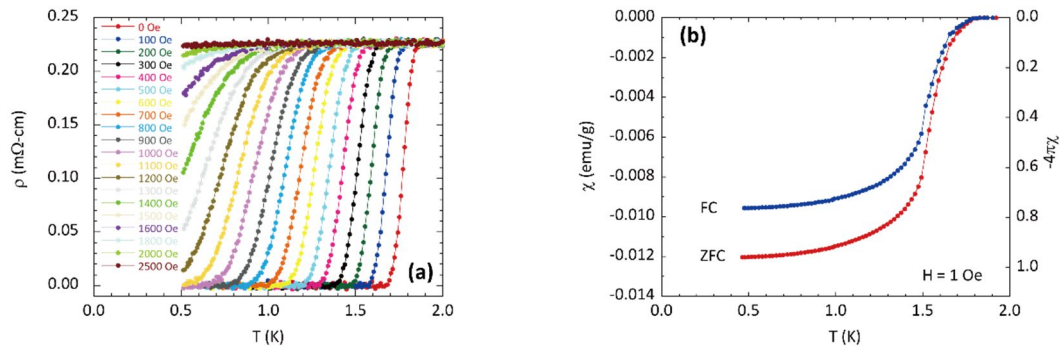 0.25
0.20
0.15
0.10
0.05
0.00
ρ (mΩ·cm)
0 Oe
100 Oe
200 Oe
300 Oe
400 Oe
500 Oe
600 Oe
700 Oe
800 Oe
900 Oe
1000 Oe
1100 Oe
1200 Oe
1300 Oe
1400 Oe
1500 Oe
1600 Oe
1800 Oe
2000 Oe
2500 Oe
(a)
0.0 0.5 1.0 1.5 2.0
T (K)
(b)
0.000
-0.002
-0.004
-0.006
-0.008
-0.010
-0.012
-0.014
χ (emu/g)
FC
ZFC
H = 1 Oe
0.0
0.2
0.4
0.6
0.8
1.0
-4πχ
0.0 0.5 1.0 1.5 2.0
T (K)